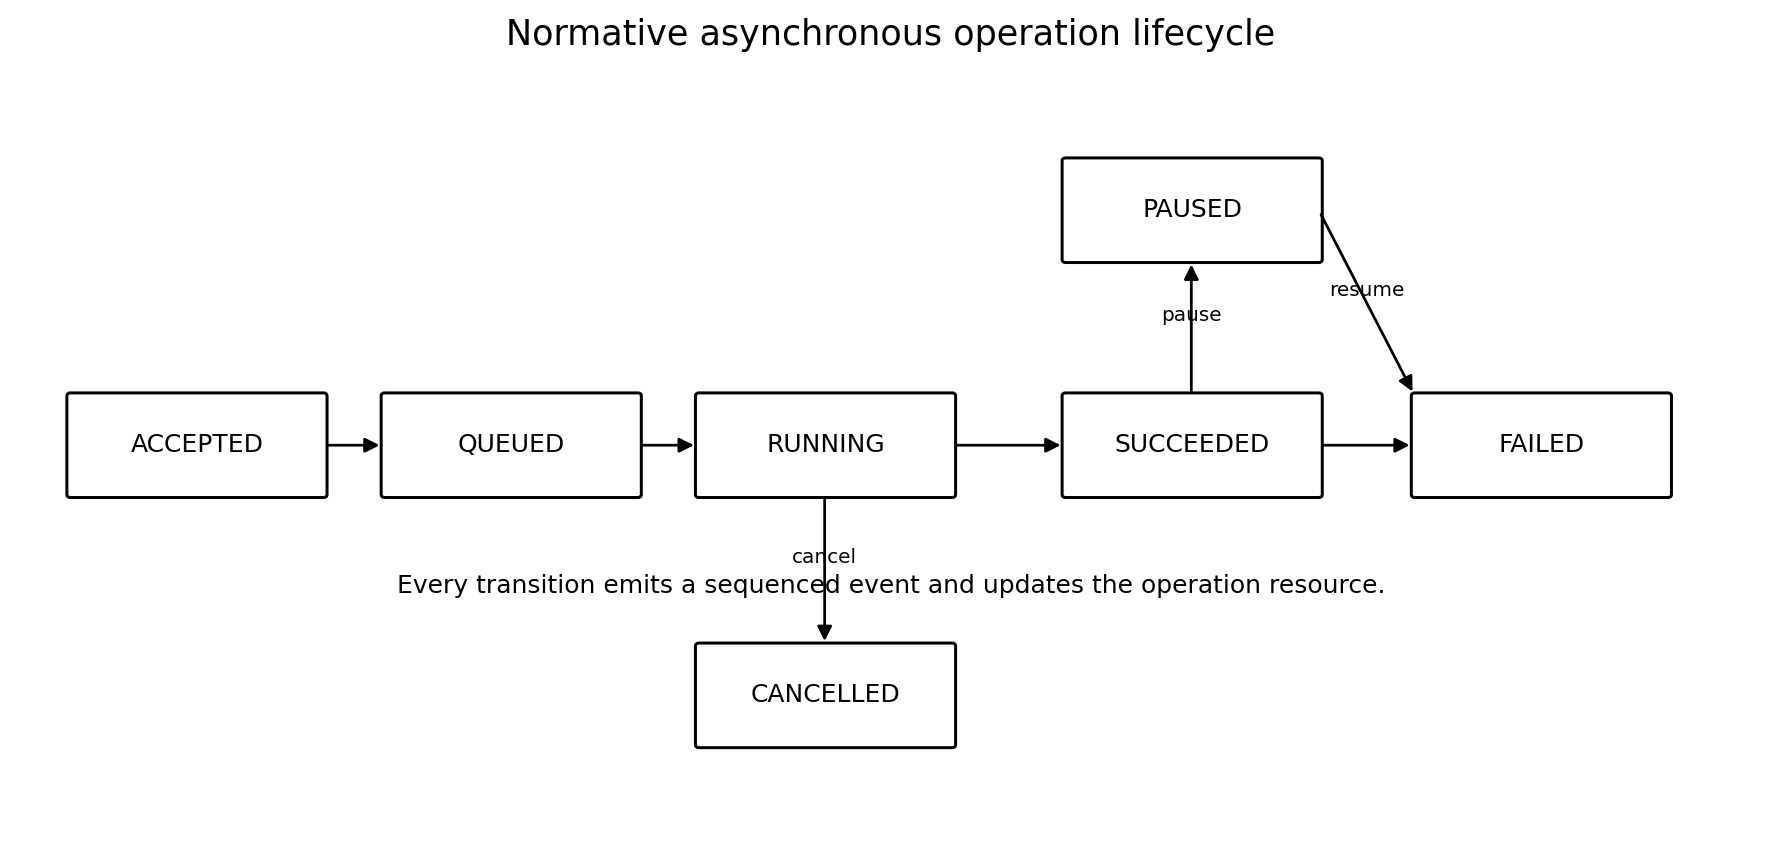 Normative asynchronous operation lifecycle
PAUSED
resume
pause
ACCEPTED
QUEUED
RUNNING
SUCCEEDED
FAILED
cancel
Every transition emits a sequenced event and updates the operation resource.
CANCELLED